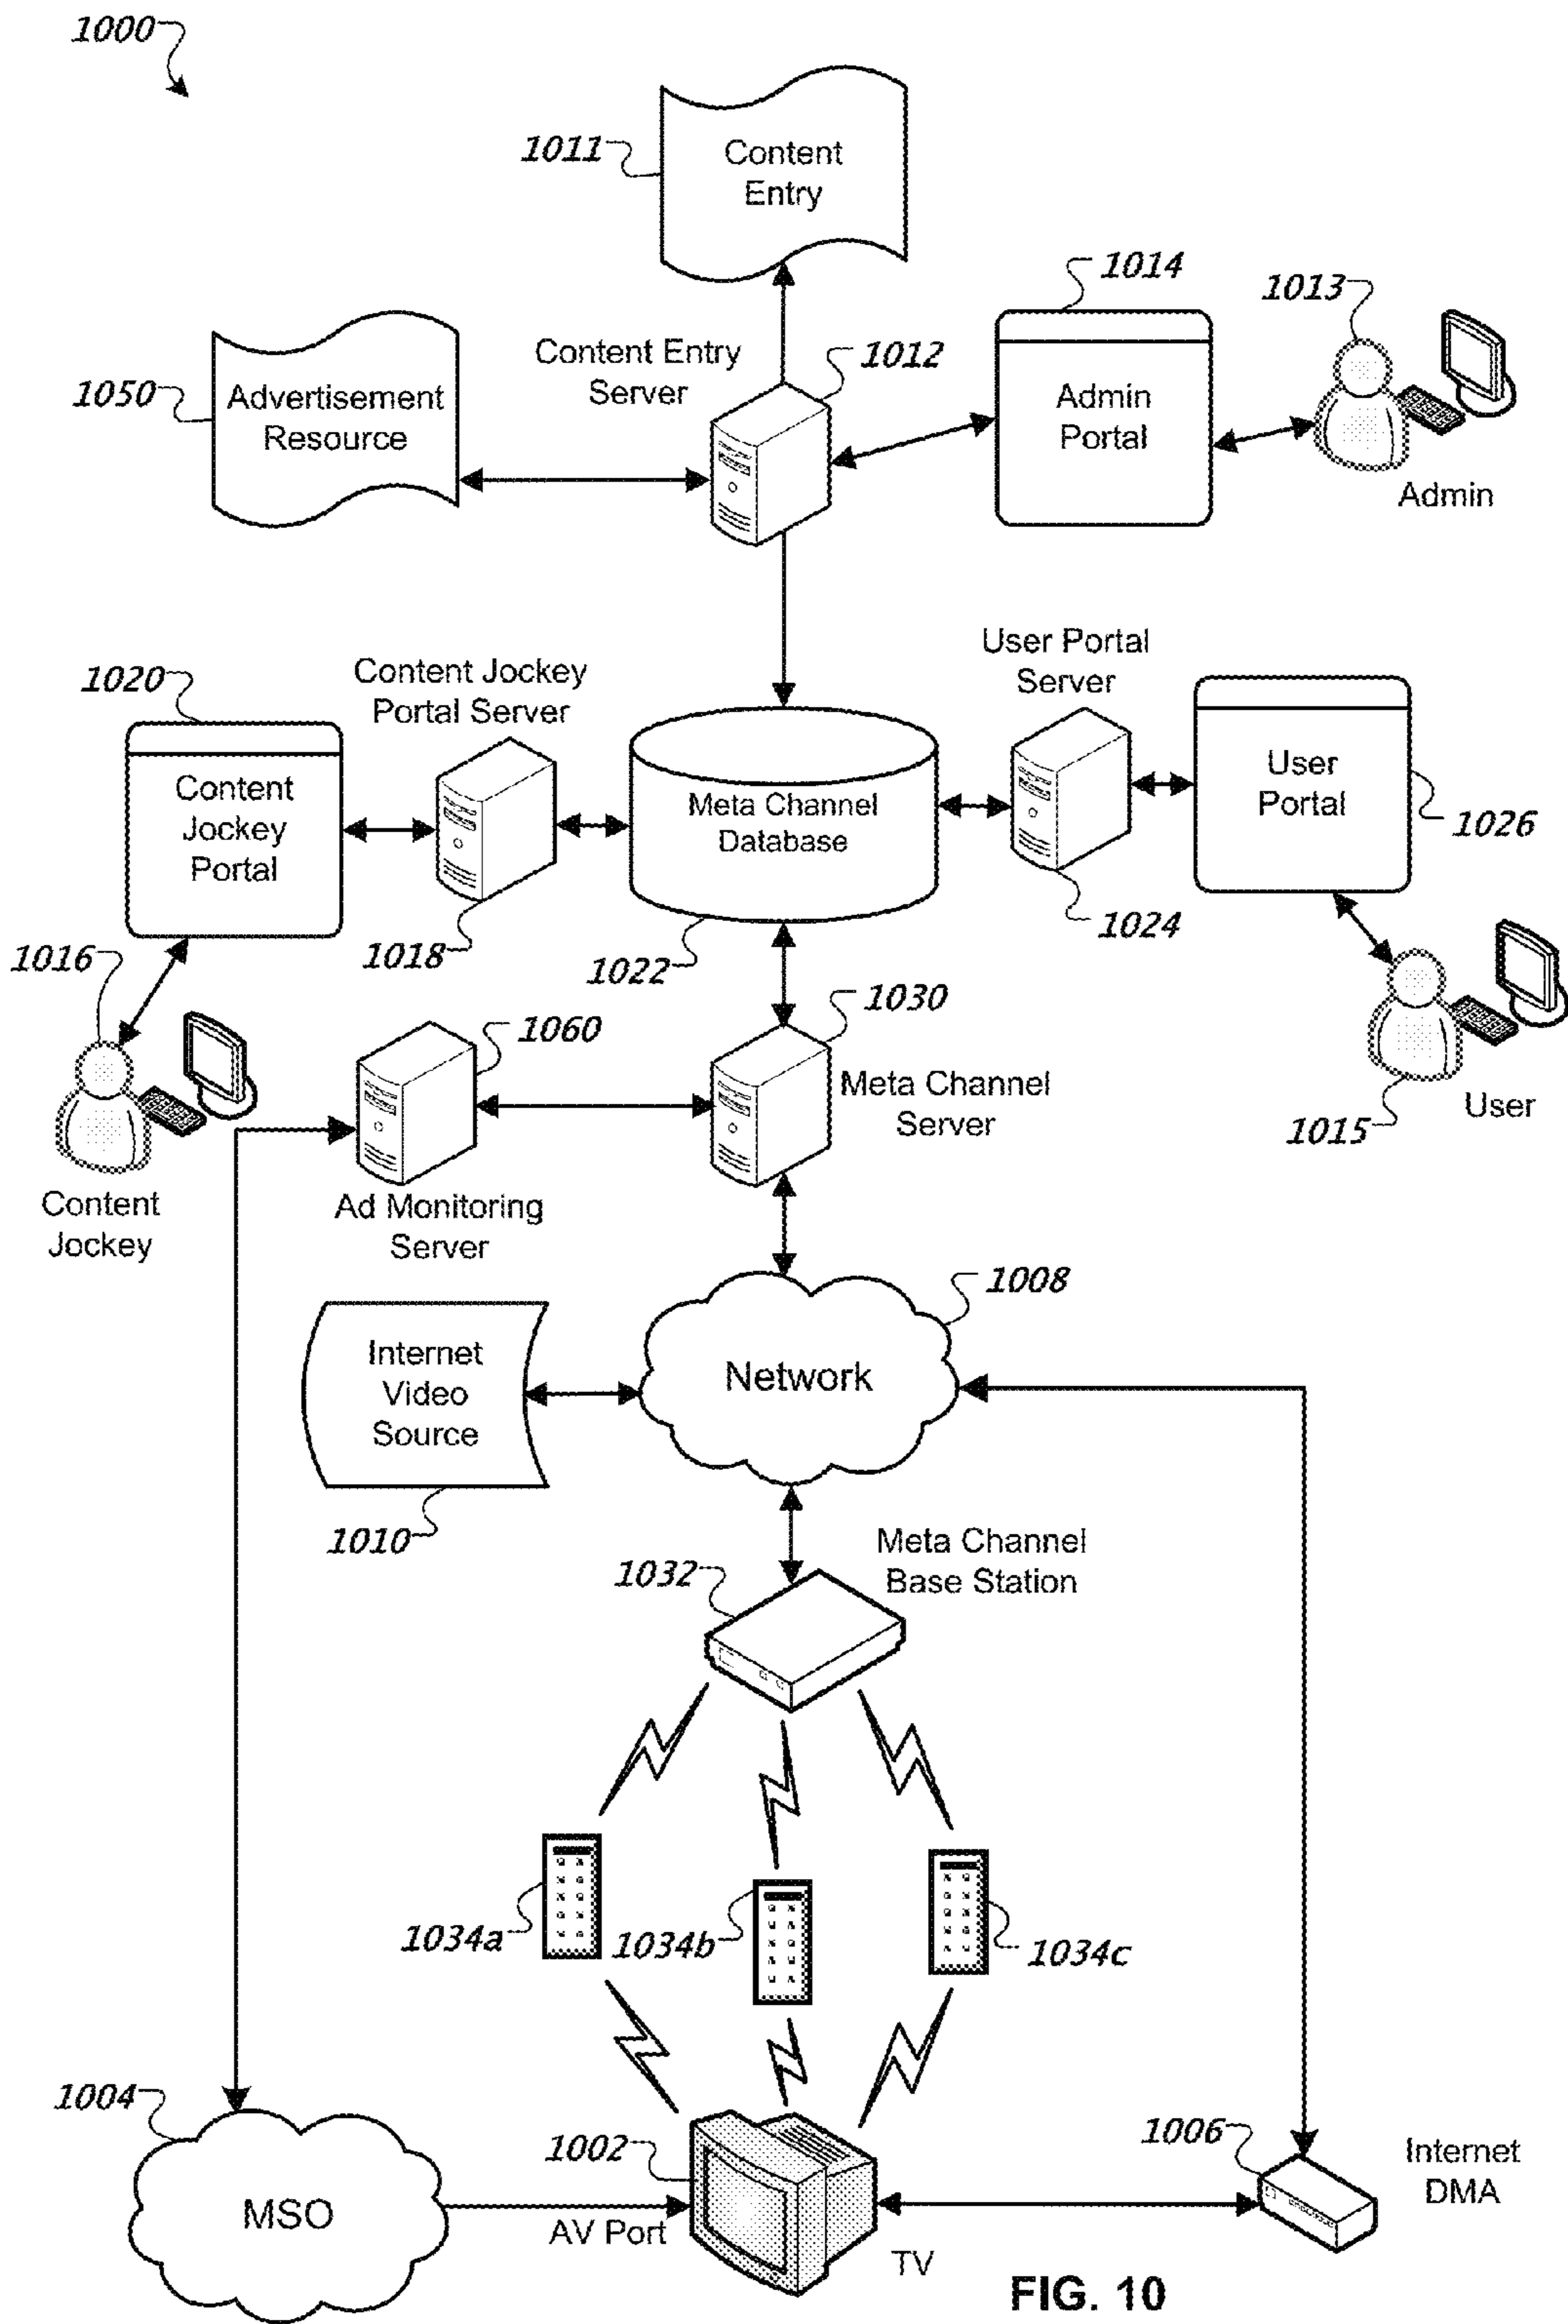 1000
1011
Content
Entry
1014
1013
Content Entry
Server
1012
1050
Advertisement
Resource
Admin
Portal
Admin
User Portal
Server
1020
Content Jockey
Portal Server
Content
Jockey
Portal
Meta Channel
Database
User
Portal
1026
1018
1022
1024
1016
1030
1060
Meta Channel
Server
1015
User
Content
Jockey
Ad Monitoring
Server
1008
Internet
Video
Source
Network
1010
Meta Channel
Base Station
1032
1034a
1034b
1034c
1004
1002
1006
Internet
DMA
MSO
AV Port
TV
FIG. 10